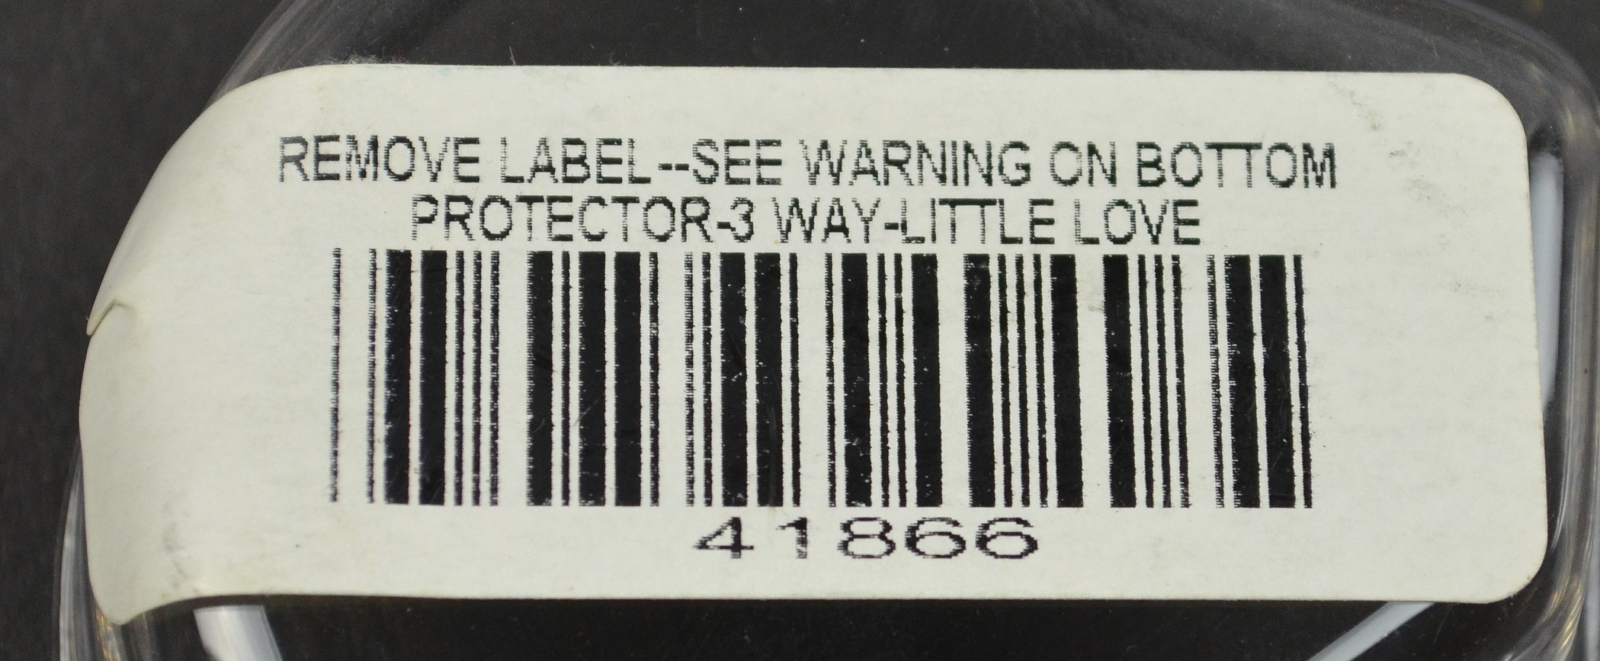 REMOVE LABEL--SEE WARNING ON BOTTOM
PROTECTOR-3 WAY-LITTLE LOVE
41866